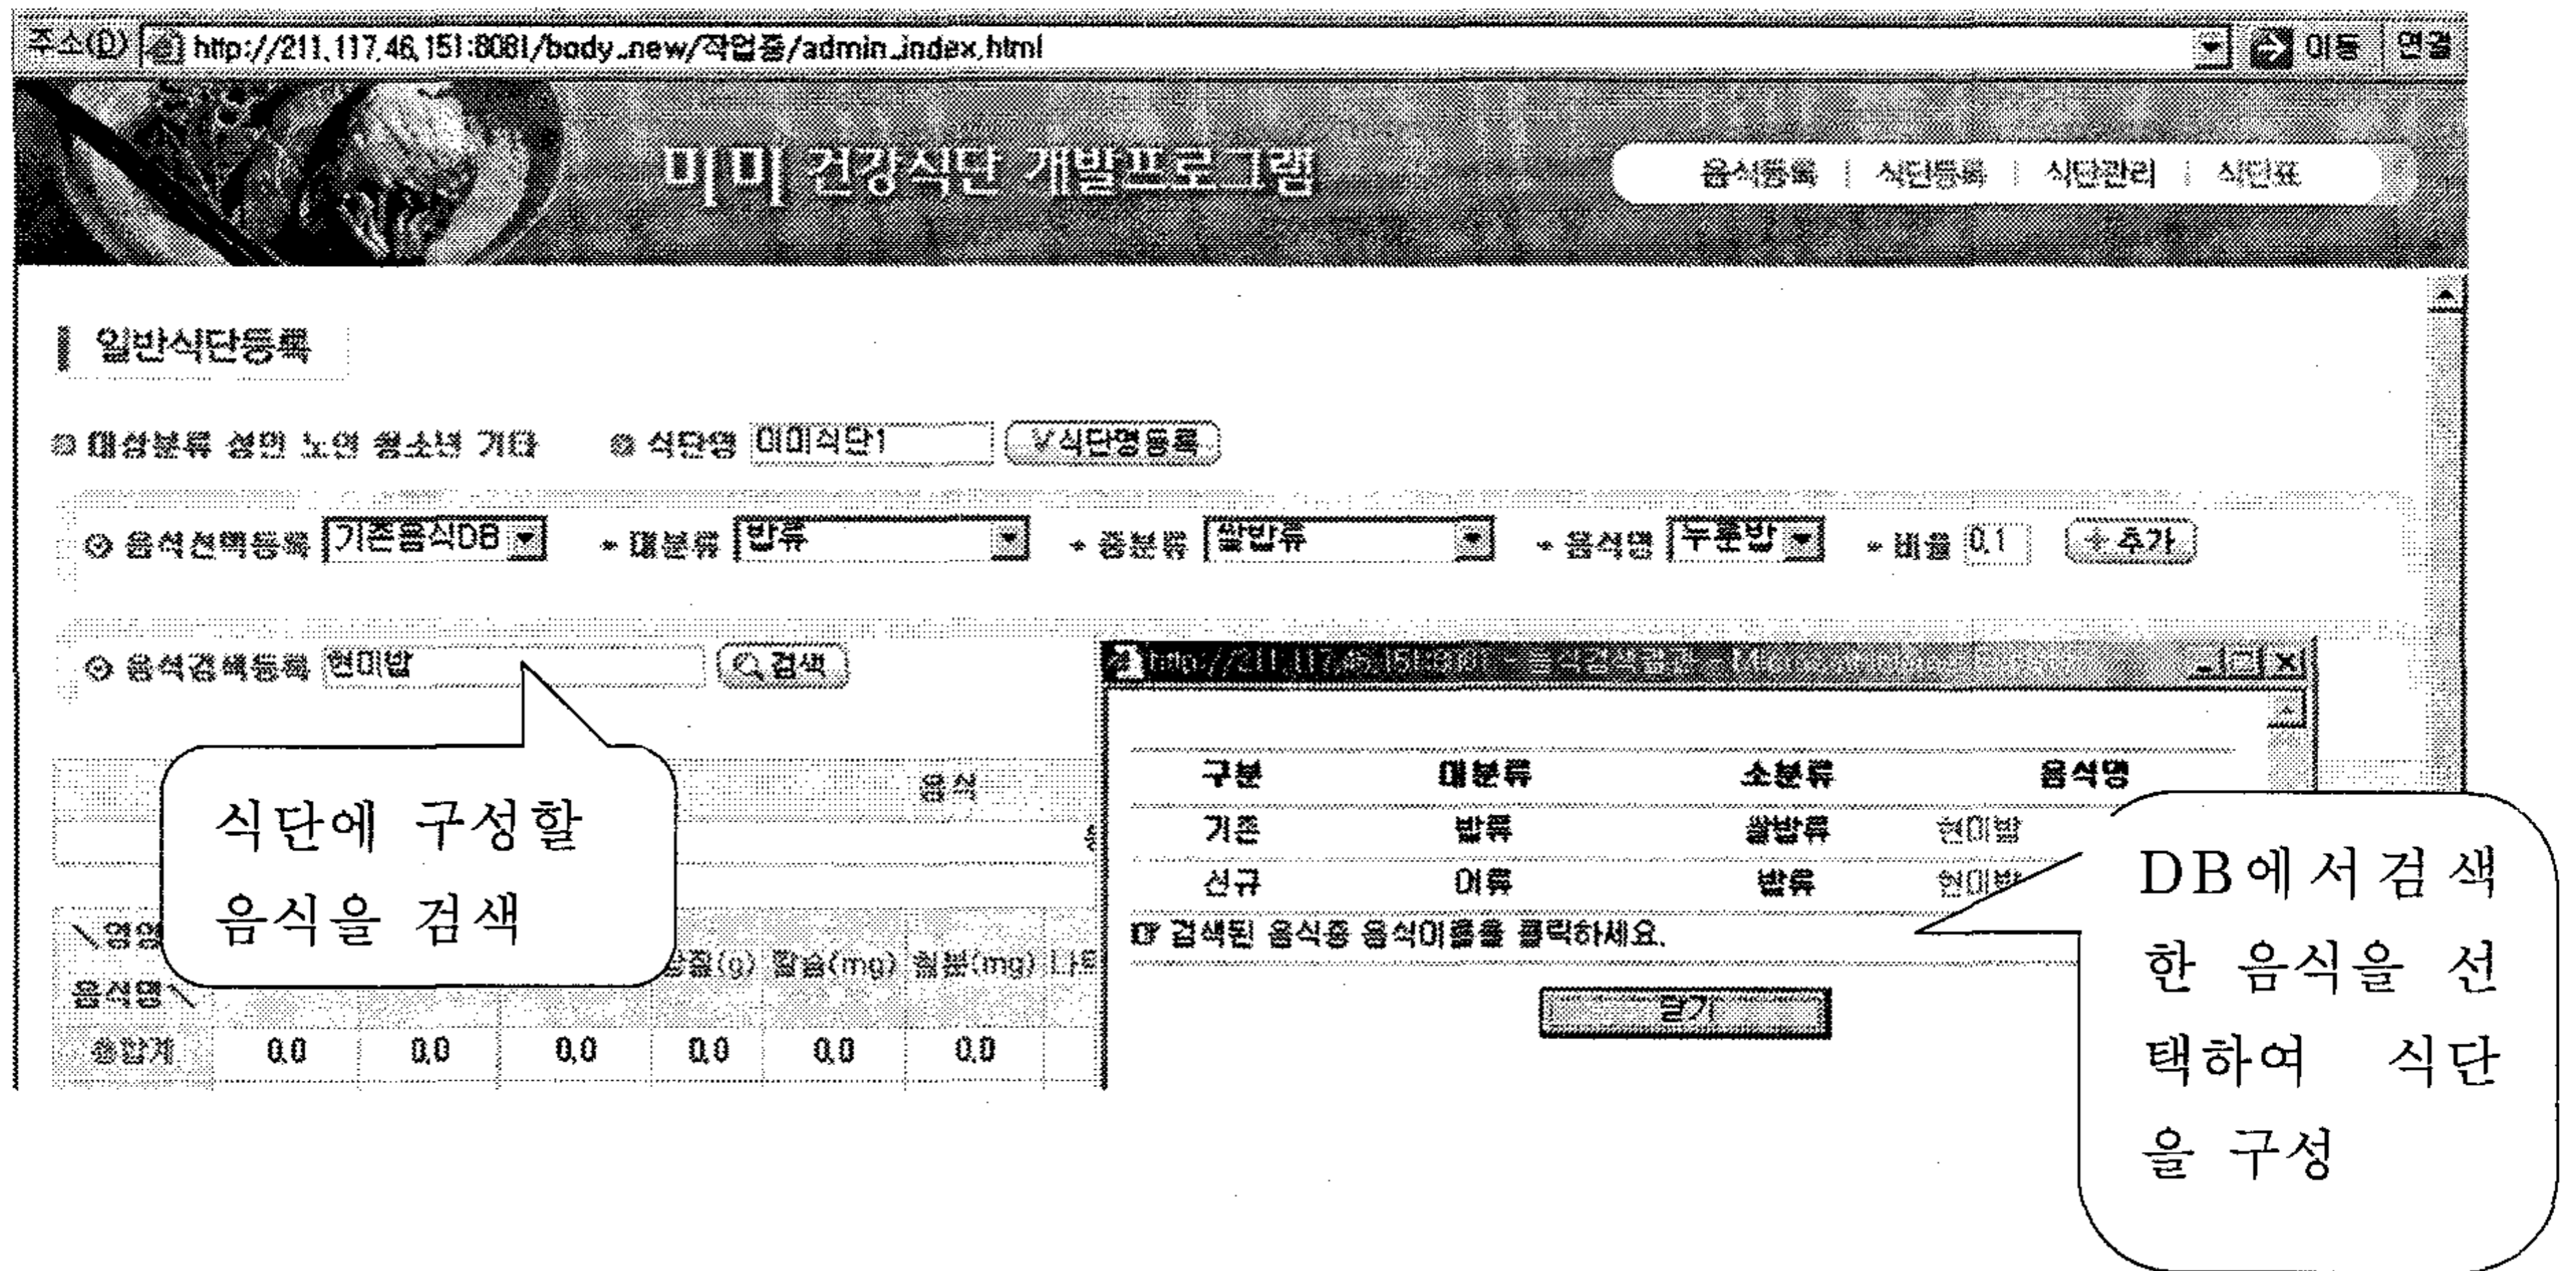 주소(D) http://211.117.46.151:8081/body_new/작업중/admin_index.html 이동 연결
미미 건강식단 개발프로그램
음식등록 | 식단등록 | 식단관리 | 식단표
일반식단등록
대상분류 성인 노인 청소년 기타 식단명 미미식단1 식단명등록
음식선택등록 기존음식DB 대분류 밥류 중분류 쌀밥류 음식명 누룬밥 비율 0.1 추가
음식검색등록 현미밥 검색
식단에 구성할
음식을 검색
음식
구분 대분류 소분류 음식명
기존 밥류 쌀밥류 현미밥
신규 어류 밥류 현미밥
☞ 검색된 음식중 음식이름을 클릭하세요.
닫기
DB에서검색
한 음식을 선
택하여 식단
을 구성
음식명 칼슘(mg) 철분(mg)
총합계 0.0 0.0 0.0 0.0 0.0 0.0